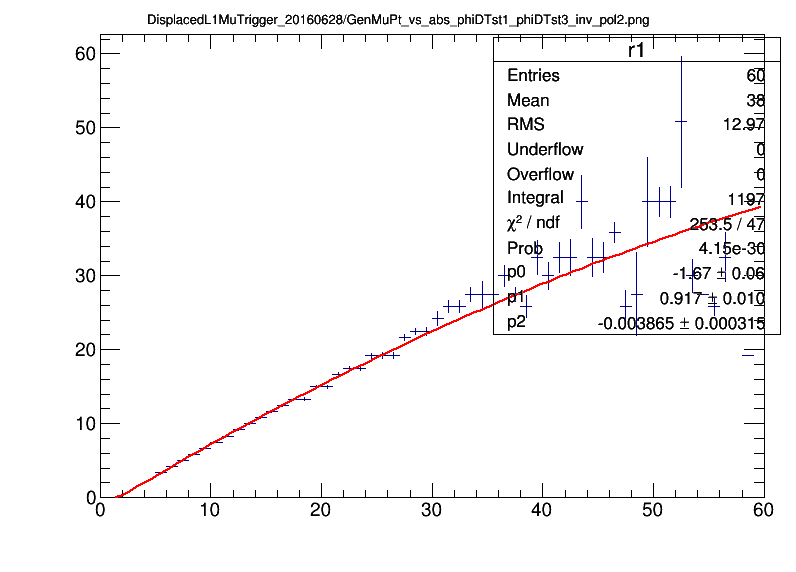 DisplacedL1MuTrigger_20160628/GenMuPt_vs_abs_phiDTst1_phiDTst3_inv_pol2.png
r1
Entries 60
Mean 38
RMS 12.97
Underflow 0
Overflow 0
Integral 1197
χ² / ndf 253.5 / 47
Prob 4.15e-30
p0 -1.67 ± 0.06
p1 0.917 ± 0.010
p2 -0.003865 ± 0.000315
60
50
40
30
20
10
0
0 10 20 30 40 50 60